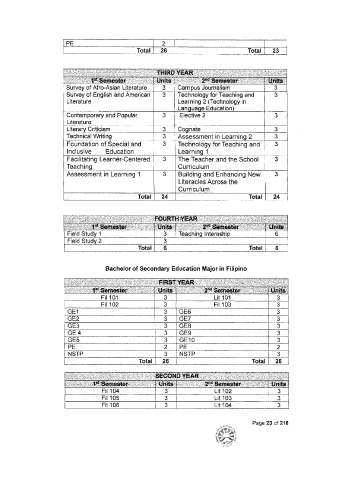 PE 2
Total 26 Total 23
THIRD YEAR
1st Semester Units 2nd Semester Units
Survey of Afro-Asian Literature 3 Campus Journalism 3
Survey of English and American 3 Technology for Teaching and 3
Literature Learning 2 (Technology in
Language Education)
Contemporary and Popular 3 Elective 2 3
Literature
Literary Criticism 3 Cognate 3
Technical Writing 3 Assessment in Learning 2 3
Foundation of Special and 3 Technology for Teaching and 3
Inclusive Education Learning 1
Facilitating Learner-Centered 3 The Teacher and the School 3
Teaching Curriculum
Assessment in Learning 1 3 Building and Enhancing New 3
Literacies Across the
Curriculum
Total 24 Total 24
FOURTH YEAR
1st Semester Units 2nd Semester Units
Field Study 1 3 Teaching Internship 6
Field Study 2 3
Total 6 Total 6
Bachelor of Secondary Education Major in Filipino
FIRST YEAR
1st Semester Units 2nd Semester Units
Fil 101 3 Lit 101 3
Fil 102 3 Fil 103 3
GE1 3 GE6 3
GE2 3 GE7 3
GE3 3 GE8 3
GE 4 3 GE9 3
GE5 3 GE10 3
PE 2 PE 2
NSTP 3 NSTP 3
Total 26 Total 26
SECOND YEAR
1st Semester Units 2nd Semester Units
Fil 104 3 Lit 102 3
Fil 105 3 Lit 103 3
Fil 106 3 Lit 104 3
Page 23 of 216